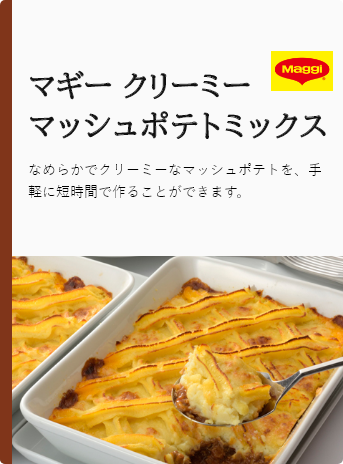 Maggi
マギー クリーミー
マッシュポテトミックス
なめらかでクリーミーなマッシュポテトを、手
軽に短時間で作ることができます。